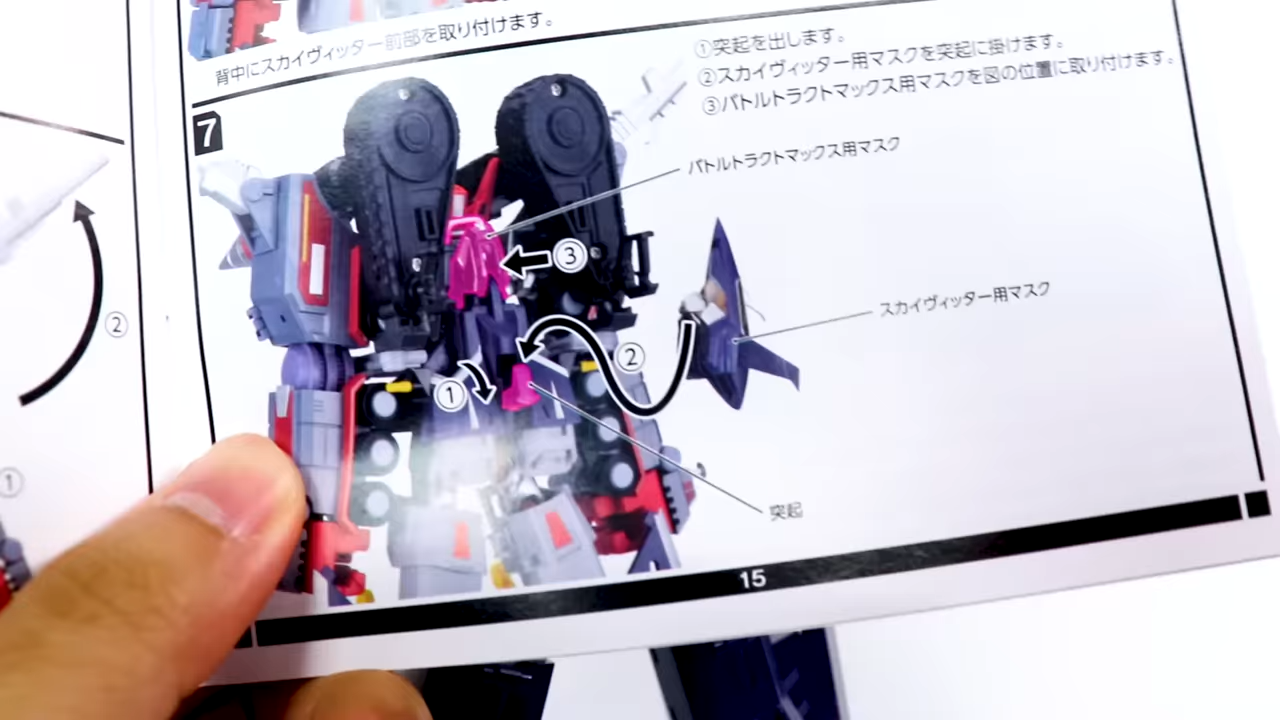 背中にスカイヴィッター前部を取り付けます。
7
①突起を出します。
②スカイヴィッター用マスクを突起に掛けます。
③バトルトラクトマックス用マスクを図の位置に取り付けます。
バトルトラクトマックス用マスク
③
スカイヴィッター用マスク
②
①
突起
②
①
15